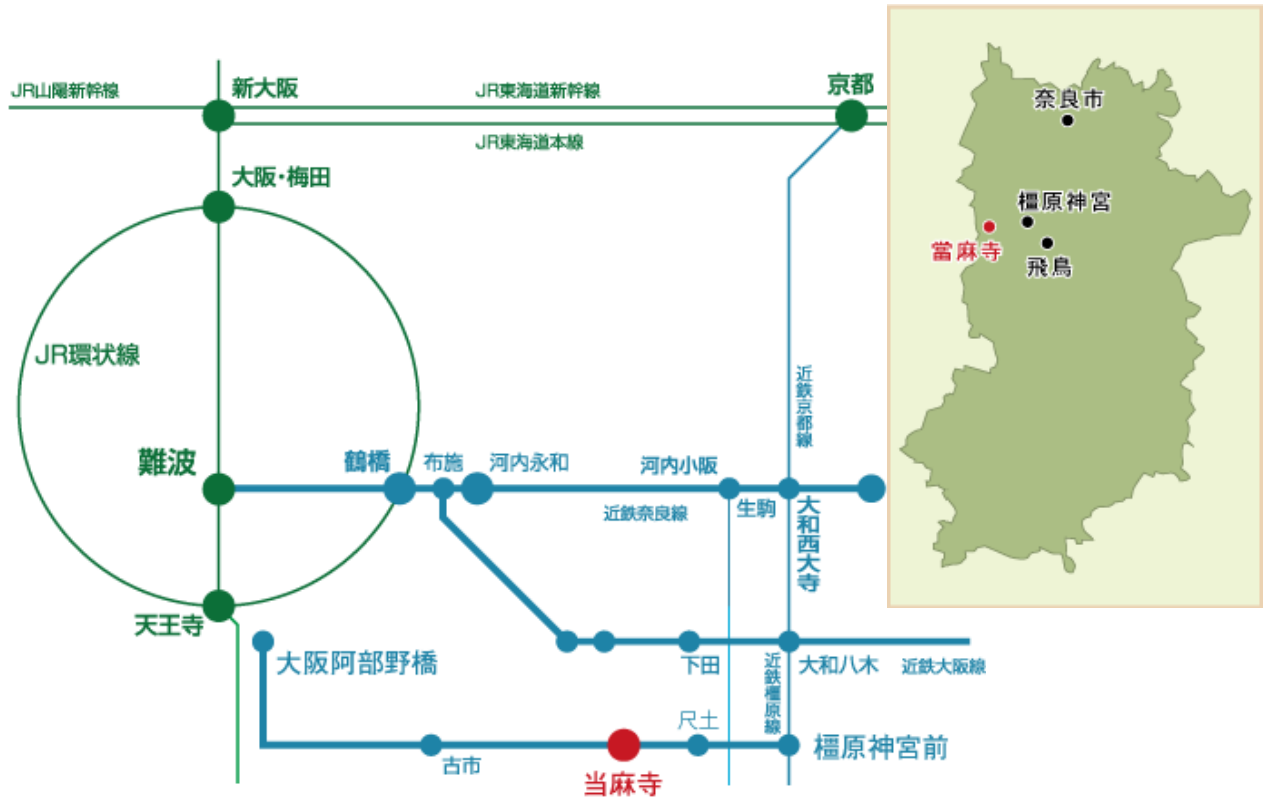 JR山陽新幹線
新大阪
JR東海道新幹線
京都
JR東海道本線
大阪・梅田
JR環状線
難波
鶴橋
布施
河内永和
河内小阪
近鉄奈良線
生駒
近鉄京都線
大和西大寺
天王寺
大阪阿部野橋
下田
近鉄橿原線
大和八木
近鉄大阪線
古市
当麻寺
尺土
橿原神宮前
奈良市
橿原神宮
當麻寺
飛鳥